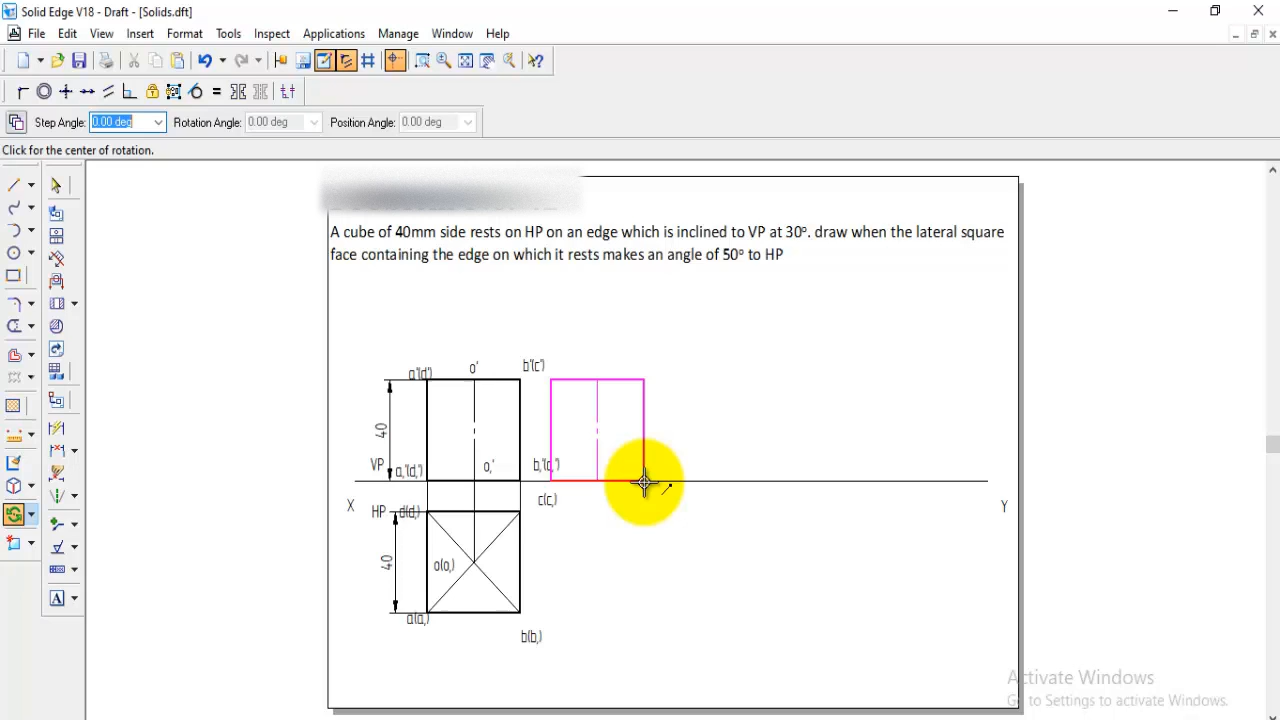 Solid Edge V18 - Draft - [Solids.dft]
File Edit View Insert Format Tools Inspect Applications Manage Window Help
Step Angle: 0.00 deg Rotation Angle: 0.00 deg Position Angle: 0.00 deg
Click for the center of rotation.
A cube of 40mm side rests on HP on an edge which is inclined to VP at 30°. draw when the lateral square
face containing the edge on which it rests makes an angle of 50° to HP
a'(d') o' b'(c')
40
VP a,'(d,') o,' b,'(c,')
X HP d(d,) c(c,) Y
40 o(o,)
a(a,) b(b,)
Activate Windows
Go to Settings to activate Windows.